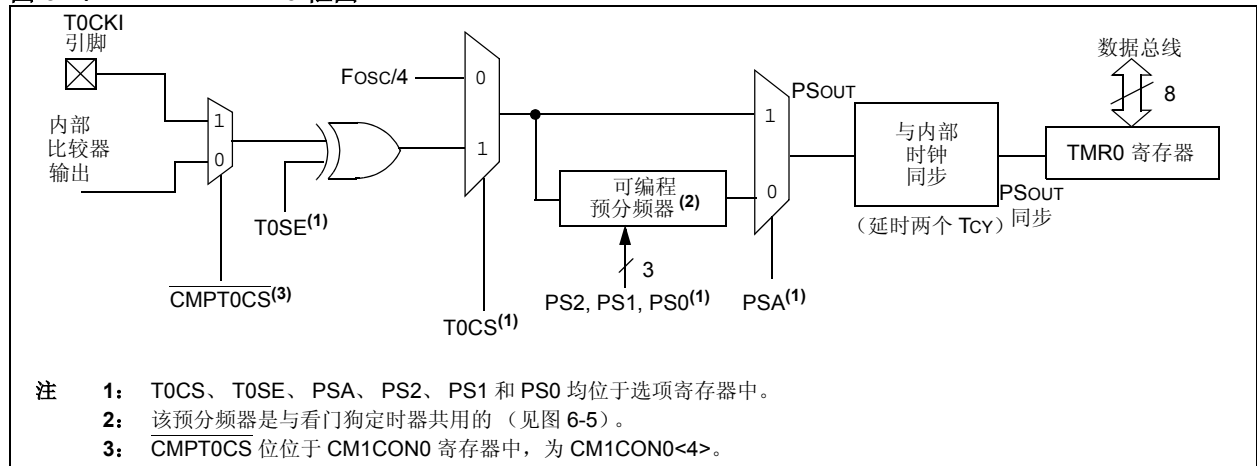 T0CKI
引脚
内部
比较器
输出
1
0
CMPT0CS(3)
T0SE(1)
FOSC/4
0
1
T0CS(1)
可编程
预分频器(2)
3
PS2, PS1, PS0(1)
1
0
PSA(1)
PSOUT
与内部
时钟
同步
(延时两个 TCY)
PSOUT
同步
数据总线
8
TMR0 寄存器
注 1: T0CS、 T0SE、 PSA、 PS2、 PS1 和 PS0 均位于选项寄存器中。
2: 该预分频器是与看门狗定时器共用的 (见图 6-5)。
3: CMPT0CS 位位于 CM1CON0 寄存器中,为 CM1CON0<4>。